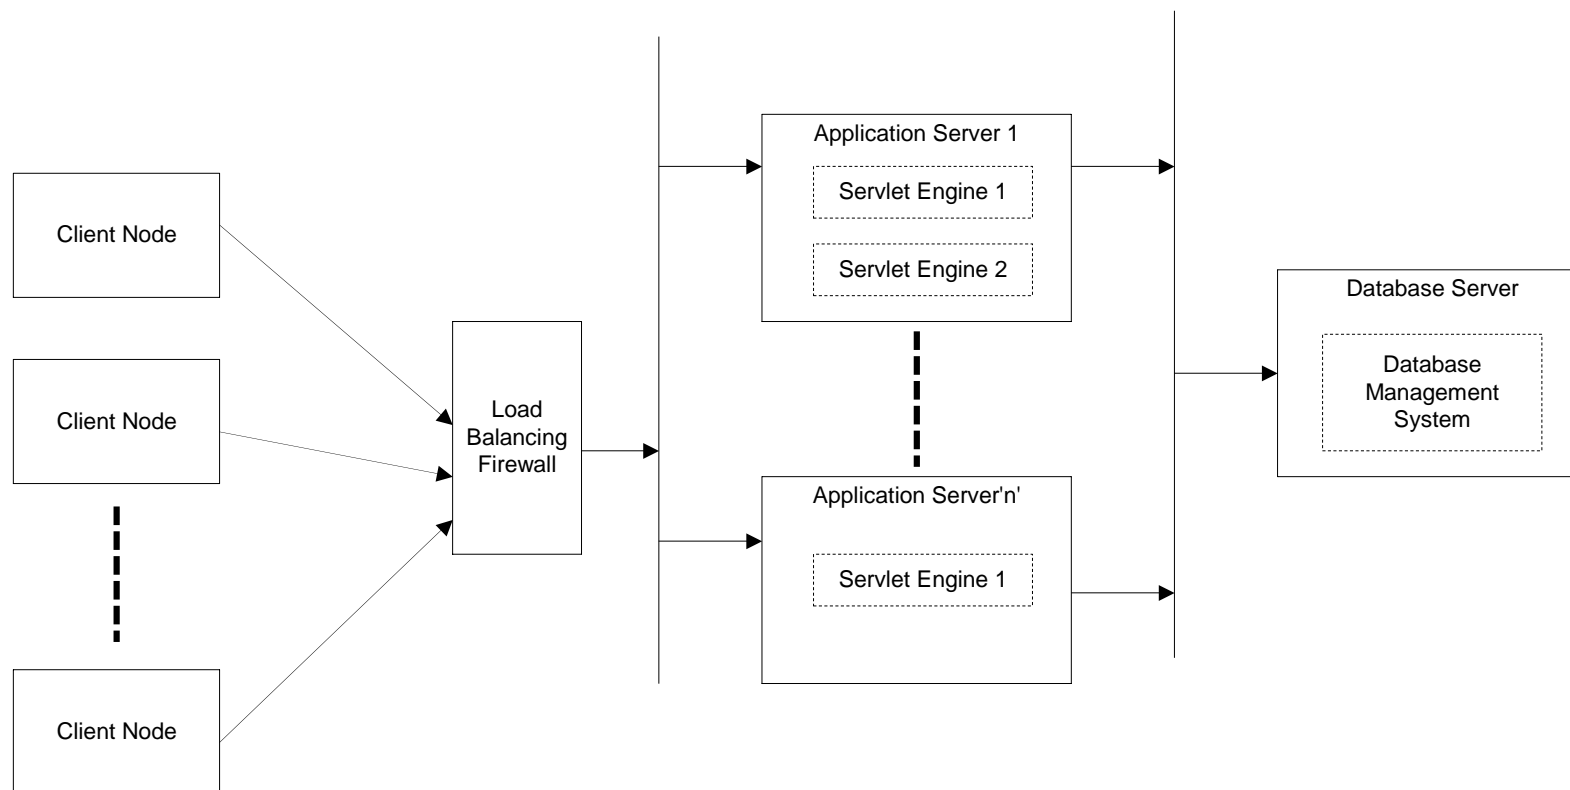 Client Node
Client Node
Client Node
Load
Balancing
Firewall
Application Server 1
Servlet Engine 1
Servlet Engine 2
Application Server'n'
Servlet Engine 1
Database Server
Database
Management
System